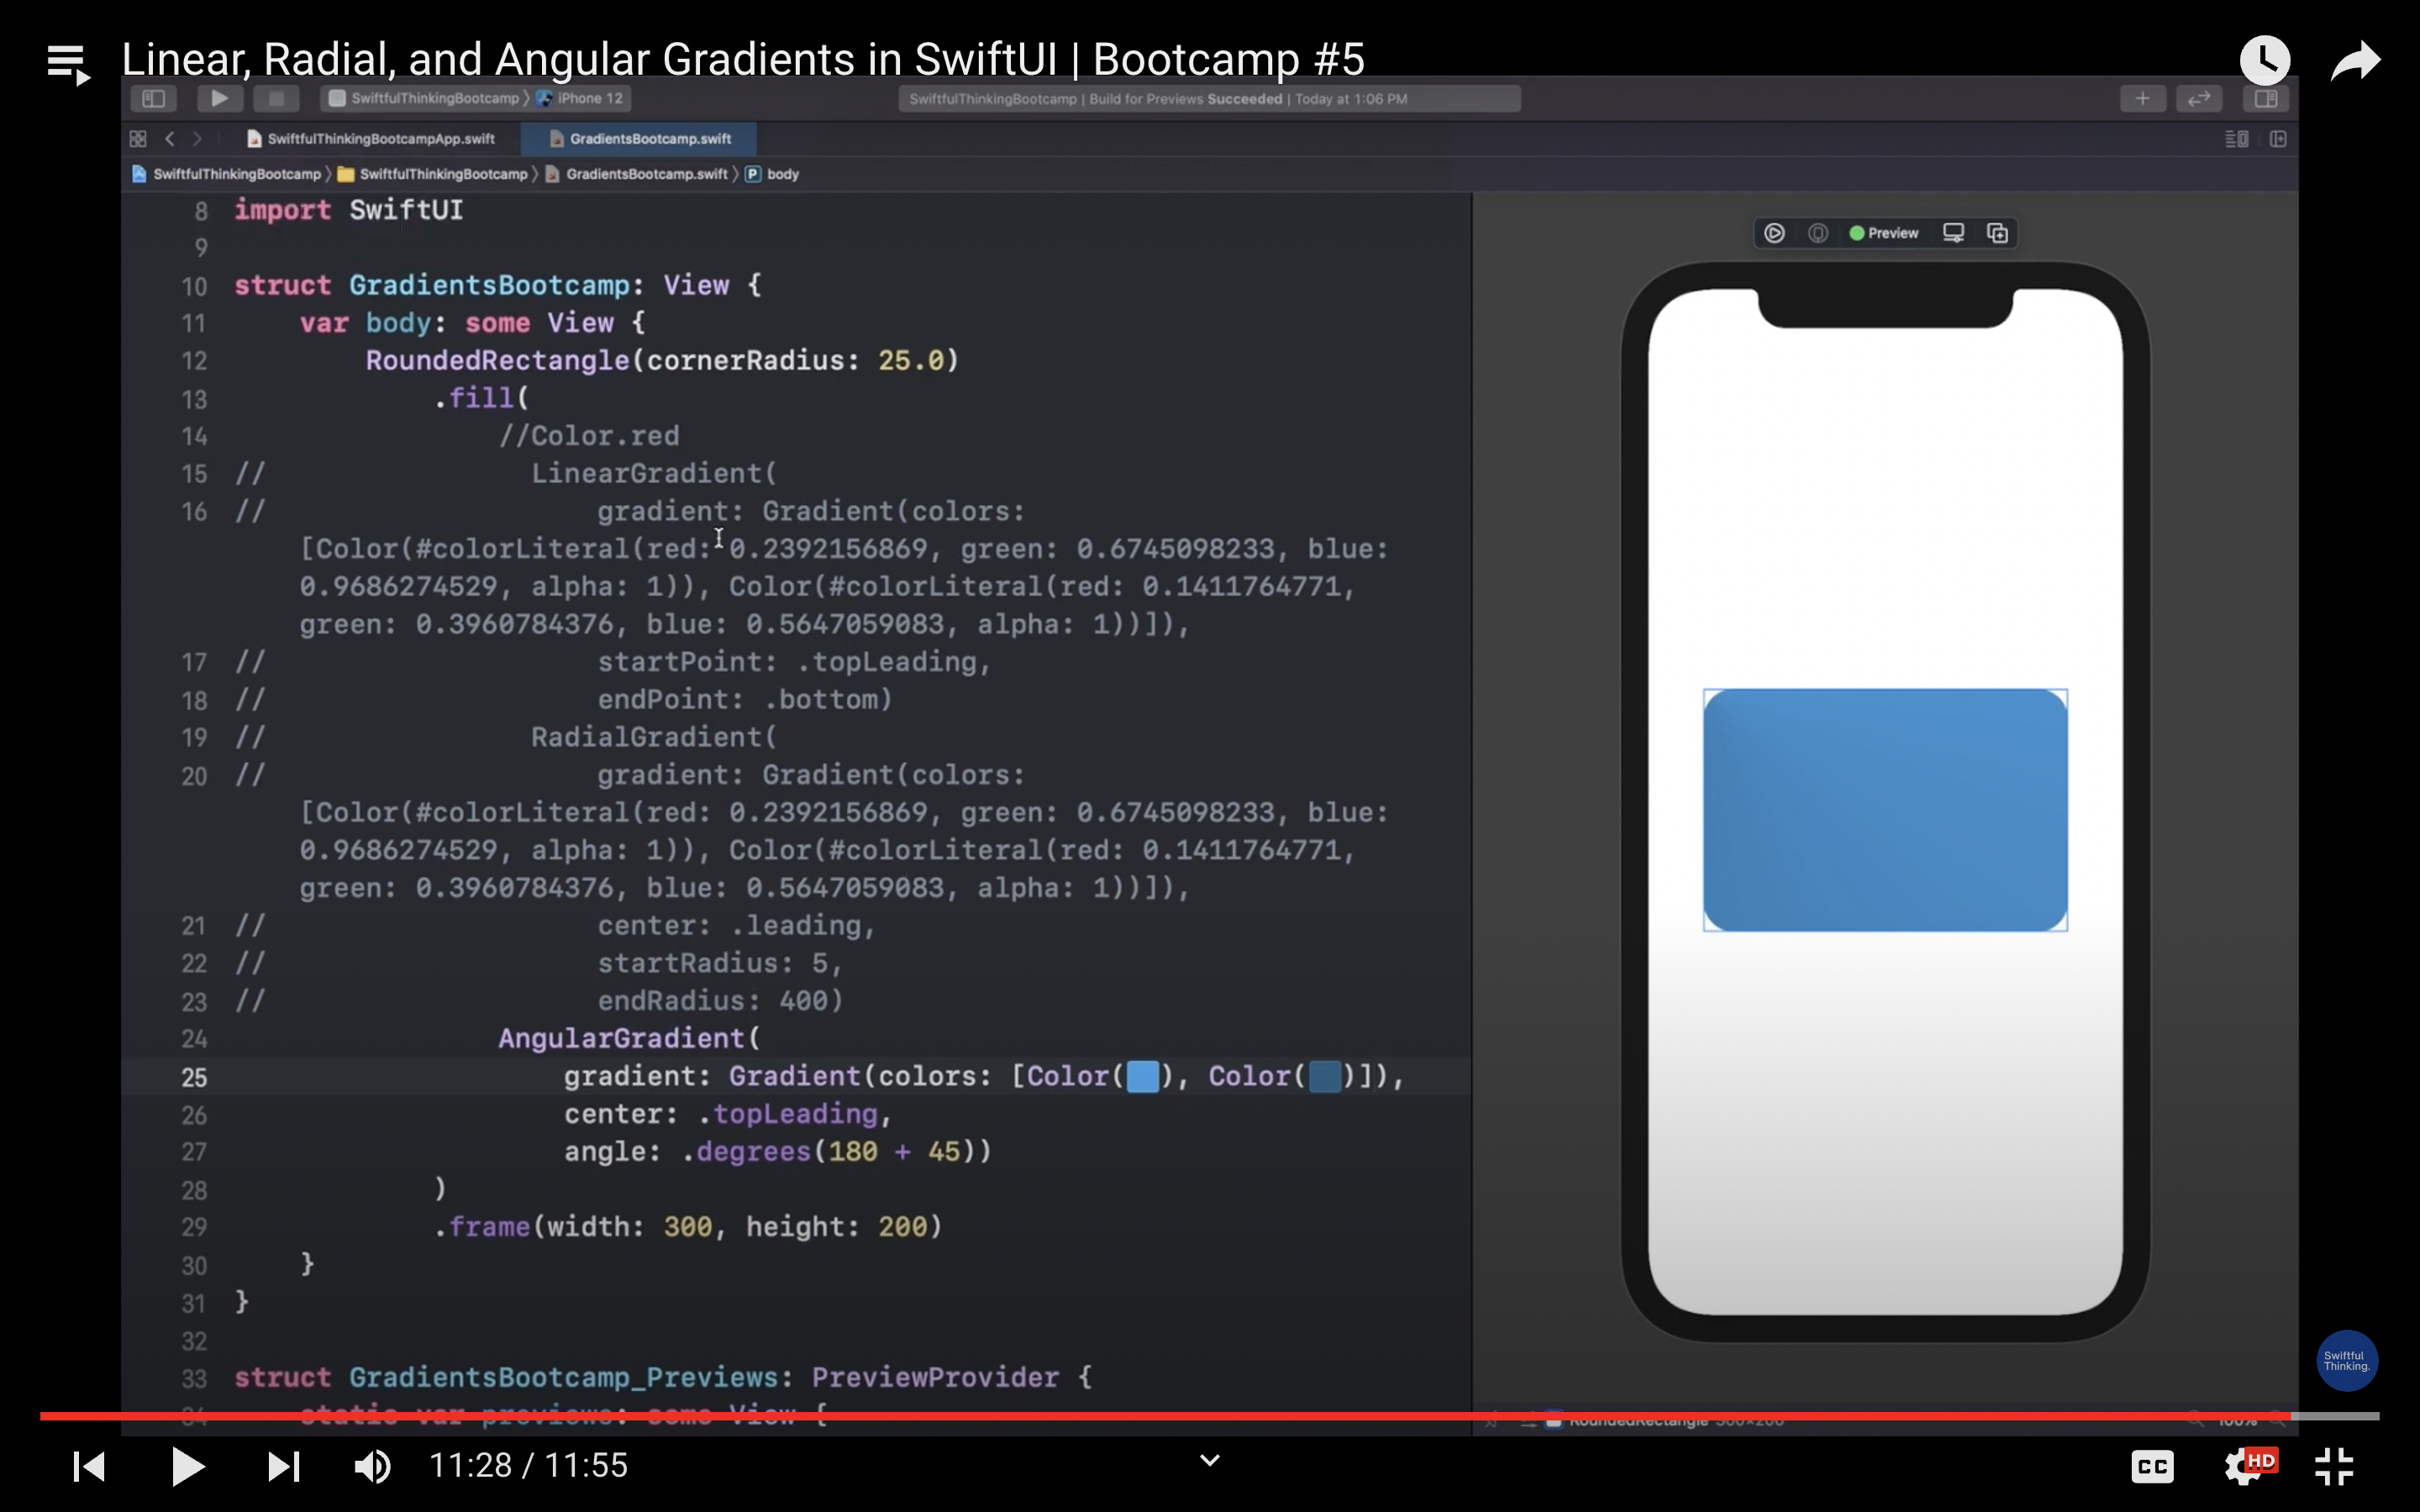 Linear, Radial, and Angular Gradients in SwiftUI | Bootcamp #5
SwiftfulThinkingBootcamp 〉 iPhone 12
SwiftfulThinkingBootcamp | Build for Previews Succeeded | Today at 1:06 PM
SwiftfulThinkingBootcampApp.swift
GradientsBootcamp.swift
SwiftfulThinkingBootcamp 〉 SwiftfulThinkingBootcamp 〉 GradientsBootcamp.swift 〉 P body
8 import SwiftUI
9
10 struct GradientsBootcamp: View {
11 var body: some View {
12 RoundedRectangle(cornerRadius: 25.0)
13 .fill(
14 //Color.red
15 // LinearGradient(
16 // gradient: Gradient(colors:
[Color(#colorLiteral(red: 0.2392156869, green: 0.6745098233, blue:
0.9686274529, alpha: 1)), Color(#colorLiteral(red: 0.1411764771,
green: 0.3960784376, blue: 0.5647059083, alpha: 1))]),
17 // startPoint: .topLeading,
18 // endPoint: .bottom)
19 // RadialGradient(
20 // gradient: Gradient(colors:
[Color(#colorLiteral(red: 0.2392156869, green: 0.6745098233, blue:
0.9686274529, alpha: 1)), Color(#colorLiteral(red: 0.1411764771,
green: 0.3960784376, blue: 0.5647059083, alpha: 1))]),
21 // center: .leading,
22 // startRadius: 5,
23 // endRadius: 400)
24 AngularGradient(
25 gradient: Gradient(colors: [Color(), Color()]),
26 center: .topLeading,
27 angle: .degrees(180 + 45))
28 )
29 .frame(width: 300, height: 200)
30 }
31 }
32
33 struct GradientsBootcamp_Previews: PreviewProvider {
34 static var previews: some View {
Preview
RoundedRectangle 300×200
100%
Swiftful
Thinking.
11:28 / 11:55
CC
HD